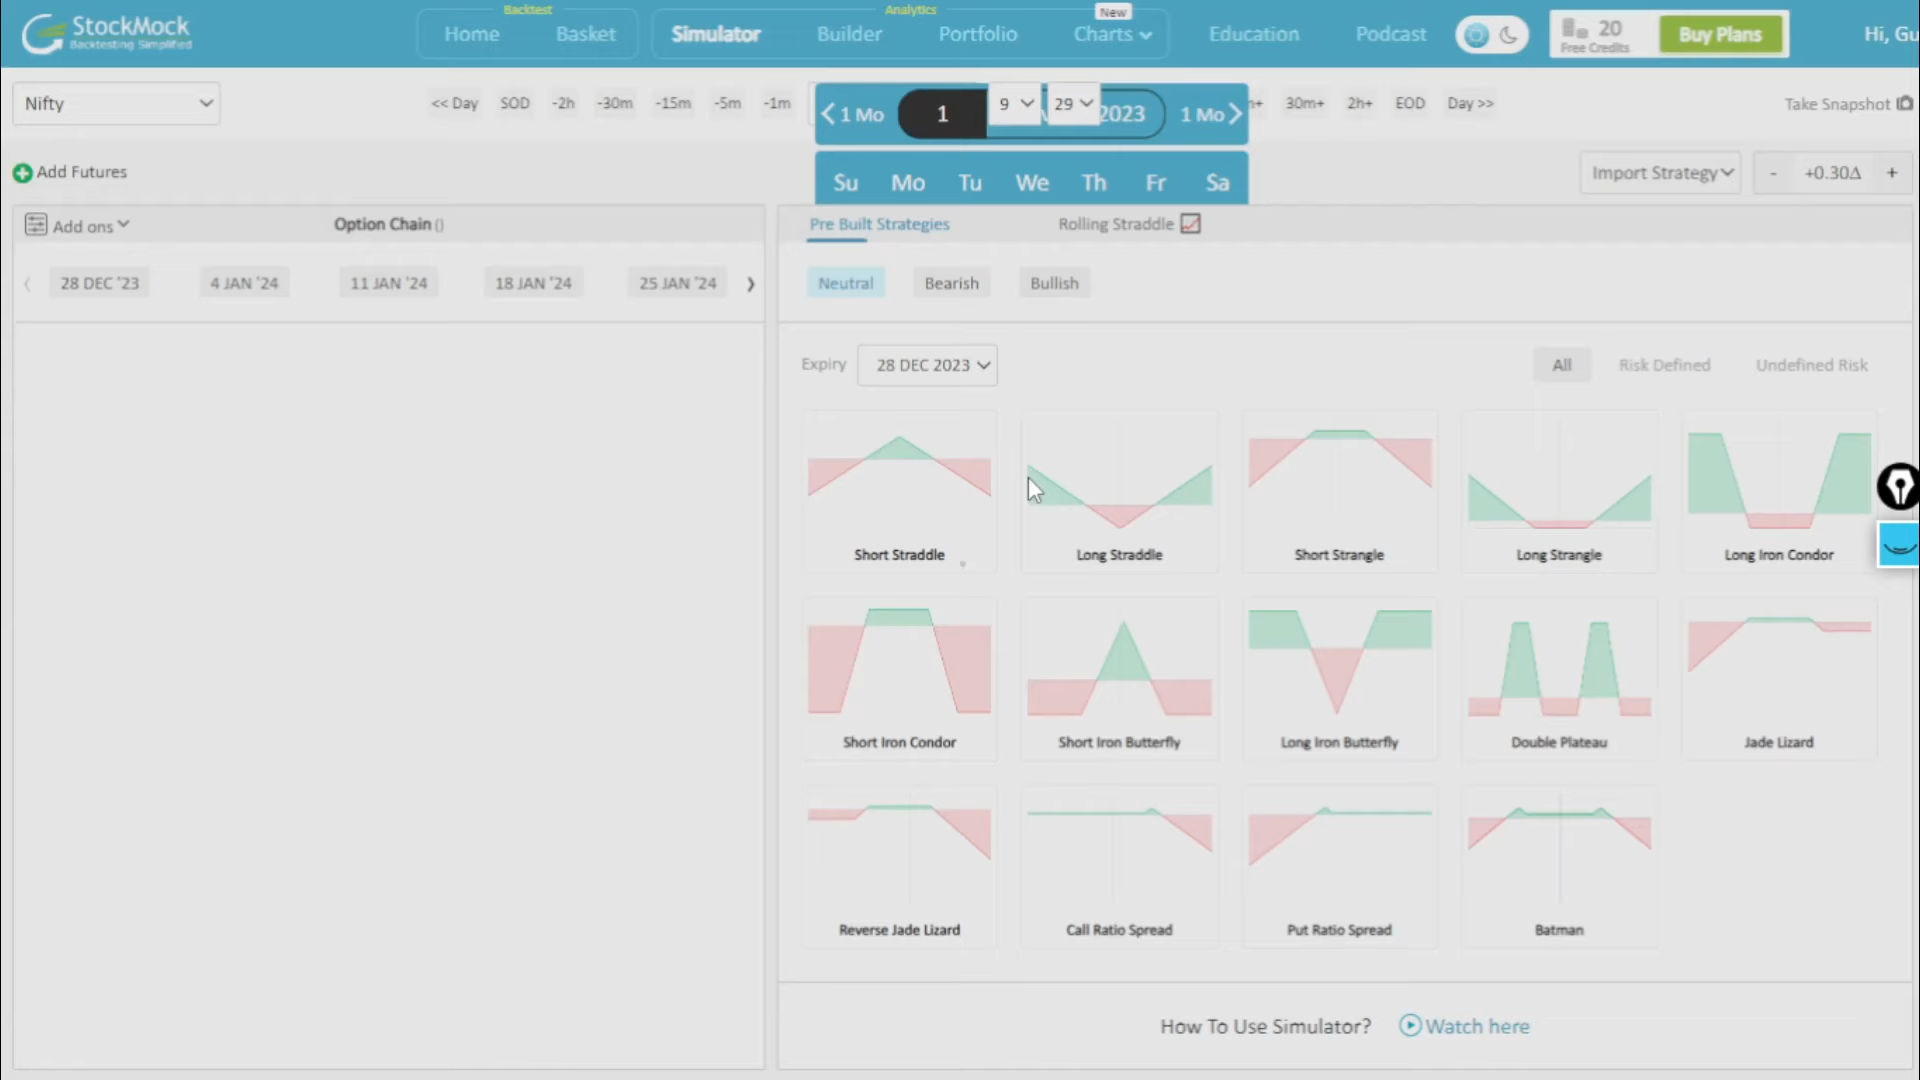 StockMock
Backtesting Simplified
Backtest
Home
Basket
Simulator
Analytics
Builder
Portfolio
New
Charts
Education
Podcast
20
Free Credits
Buy Plans
Hi, Gu
Nifty
<< Day
SOD
-2h
-30m
-15m
-5m
-1m
1 Mo
1
9
29
2023
1 Mo
30m+
2h+
EOD
Day >>
Take Snapshot
Add Futures
Su Mo Tu We Th Fr Sa
Import Strategy
-
+0.30Δ
+
Add ons
Option Chain ()
Pre Built Strategies
Rolling Straddle
28 DEC '23
4 JAN '24
11 JAN '24
18 JAN '24
25 JAN '24
Neutral
Bearish
Bullish
Expiry
28 DEC 2023
All
Risk Defined
Undefined Risk
Short Straddle
Long Straddle
Short Strangle
Long Strangle
Long Iron Condor
Short Iron Condor
Short Iron Butterfly
Long Iron Butterfly
Double Plateau
Jade Lizard
Reverse Jade Lizard
Call Ratio Spread
Put Ratio Spread
Batman
How To Use Simulator?
Watch here